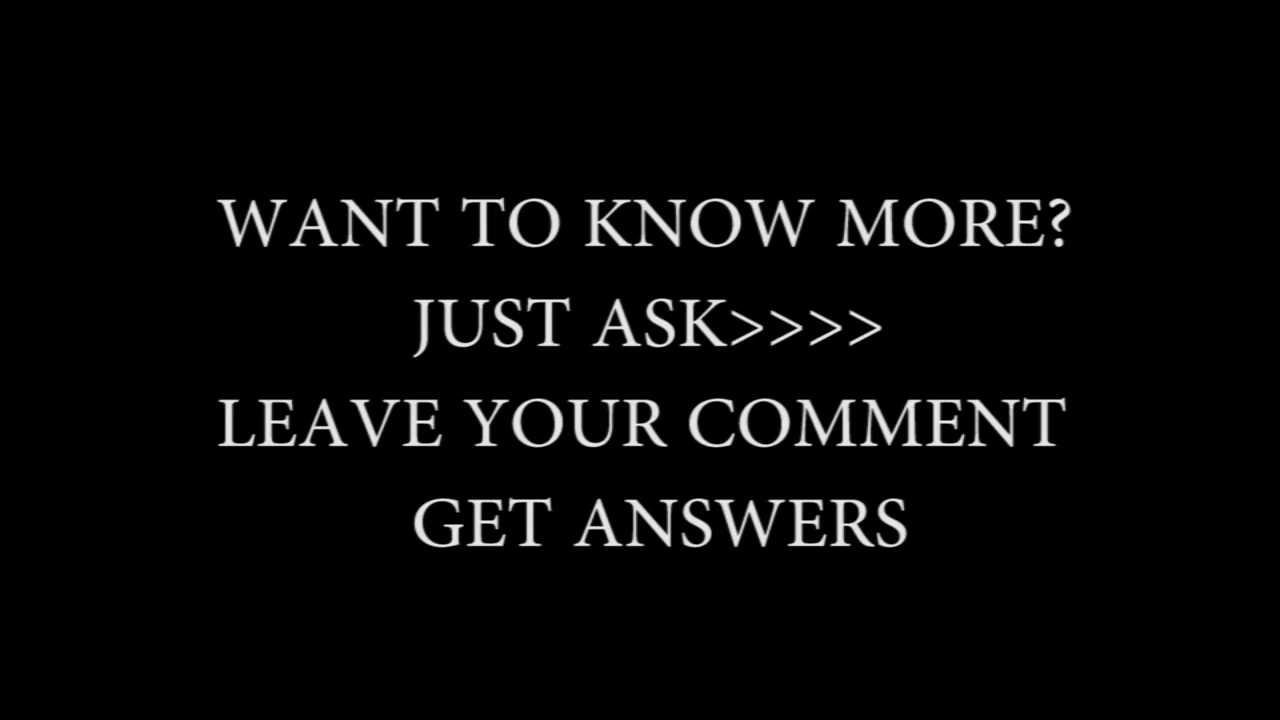 WANT TO KNOW MORE?
JUST ASK>>>>
LEAVE YOUR COMMENT
GET ANSWERS